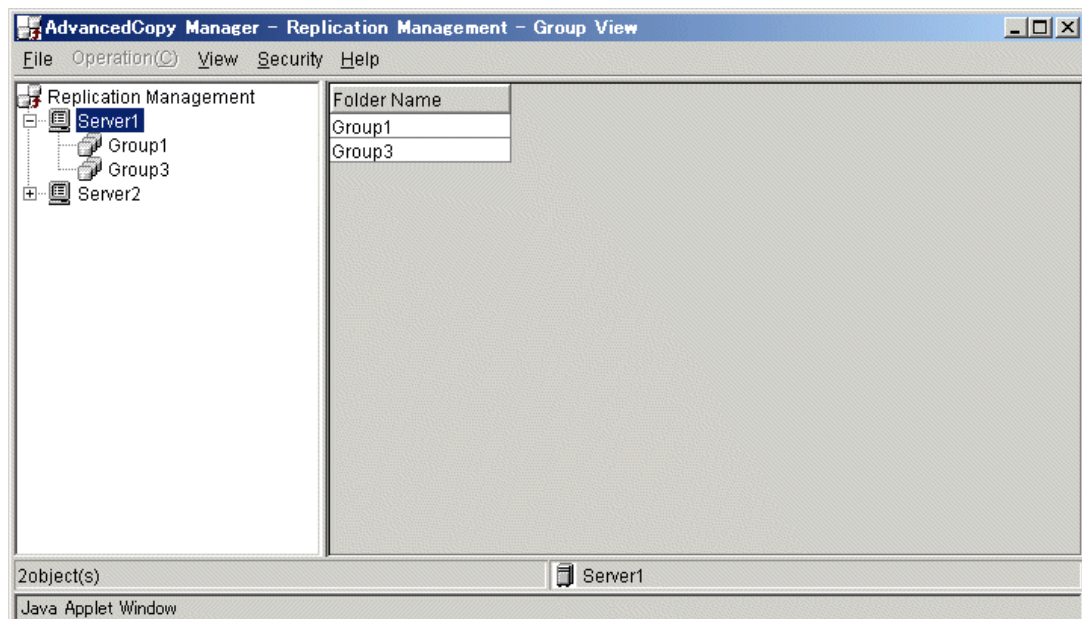 AdvancedCopy Manager - Replication Management - Group View
File Operation(C) View Security Help
Replication Management
Server1
Group1
Group3
Server2
Folder Name
Group1
Group3
2object(s)
Server1
Java Applet Window